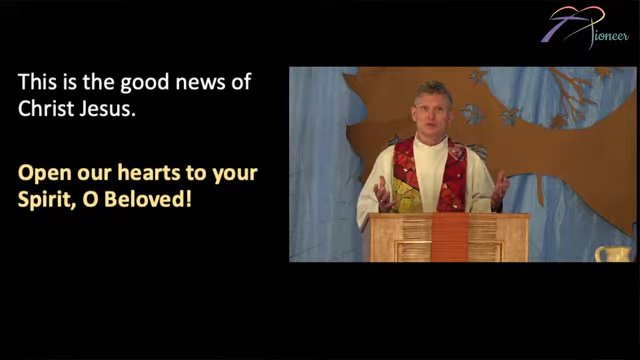 Pioneer
This is the good news of
Christ Jesus.
Open our hearts to your
Spirit, O Beloved!